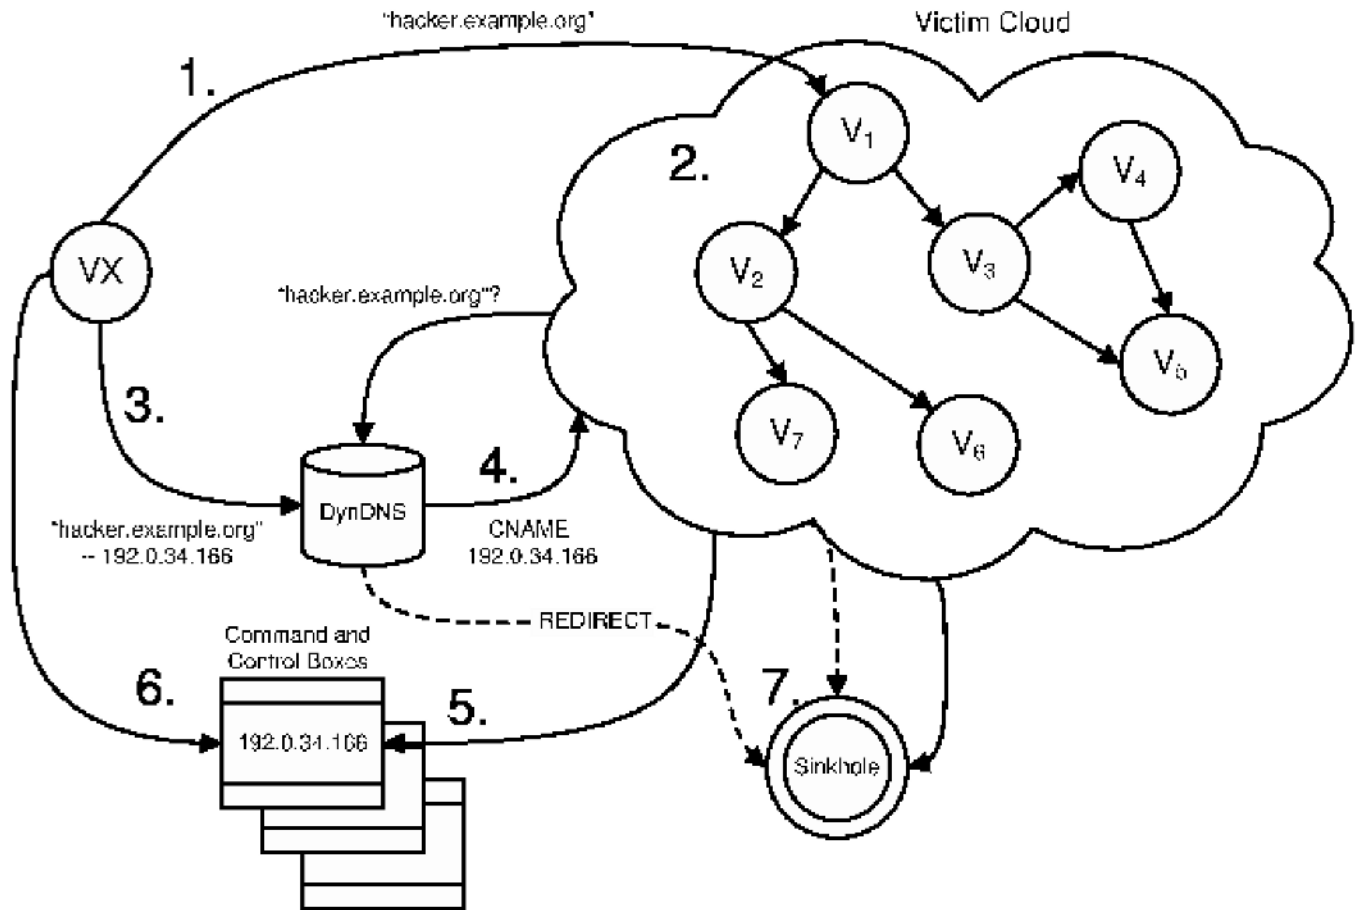 "hacker.example.org"
Victim Cloud
1.
2.
V1
V4
VX
V2
V3
"hacker.example.org"?
V5
3.
V7
V6
4.
DynDNS
"hacker.example.org"
-- 192.0.34.166
CNAME
192.0.34.166
REDIRECT
Command and
Control Boxes
6.
5.
7.
192.0.34.166
Sinkhole